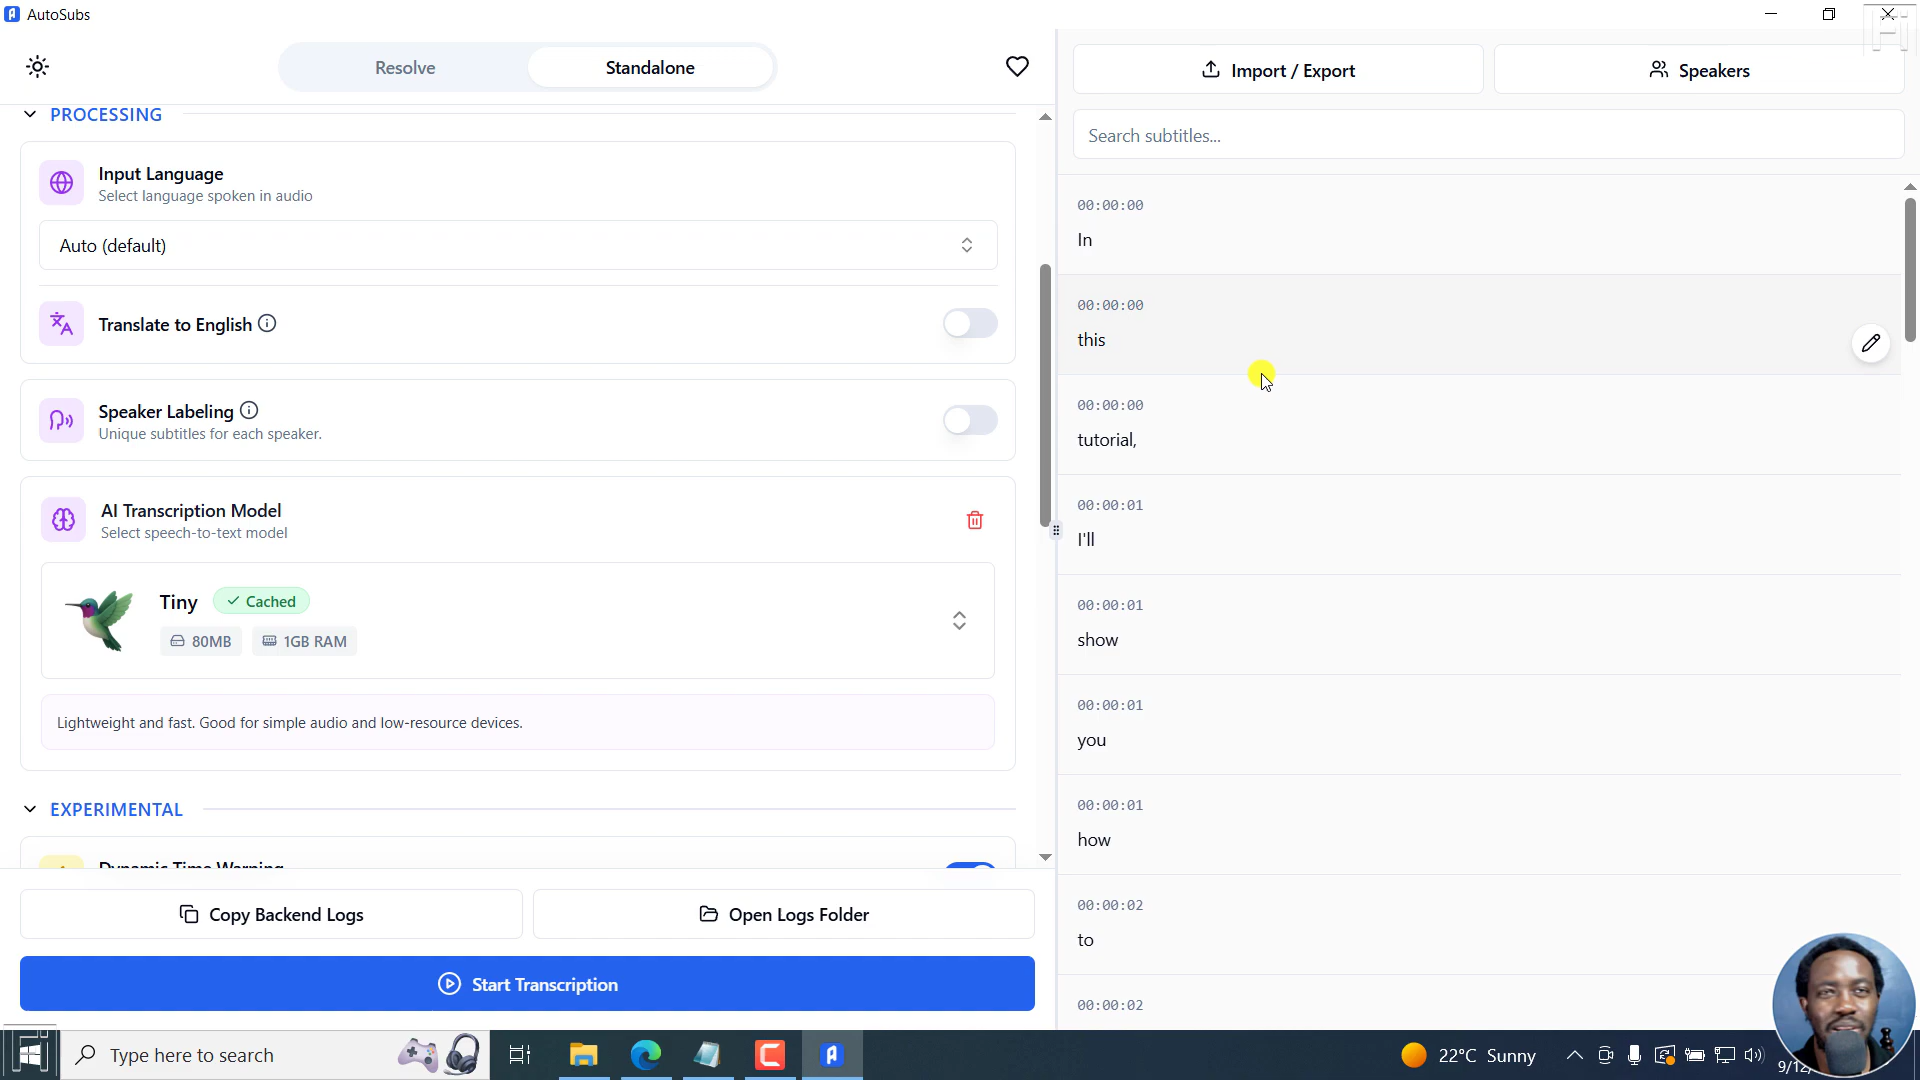 AutoSubs
Resolve
Standalone
Import / Export
Speakers
Search subtitles...
PROCESSING
Input Language
Select language spoken in audio
Auto (default)
Translate to English
Speaker Labeling
Unique subtitles for each speaker.
AI Transcription Model
Select speech-to-text model
Tiny
Cached
80MB
1GB RAM
Lightweight and fast. Good for simple audio and low-resource devices.
EXPERIMENTAL
Dynamic Time Warping
Copy Backend Logs
Open Logs Folder
Start Transcription
00:00:00
In
00:00:00
this
00:00:00
tutorial,
00:00:01
I'll
00:00:01
show
00:00:01
you
00:00:01
how
00:00:02
to
00:00:02
Type here to search
22°C Sunny
9/12/